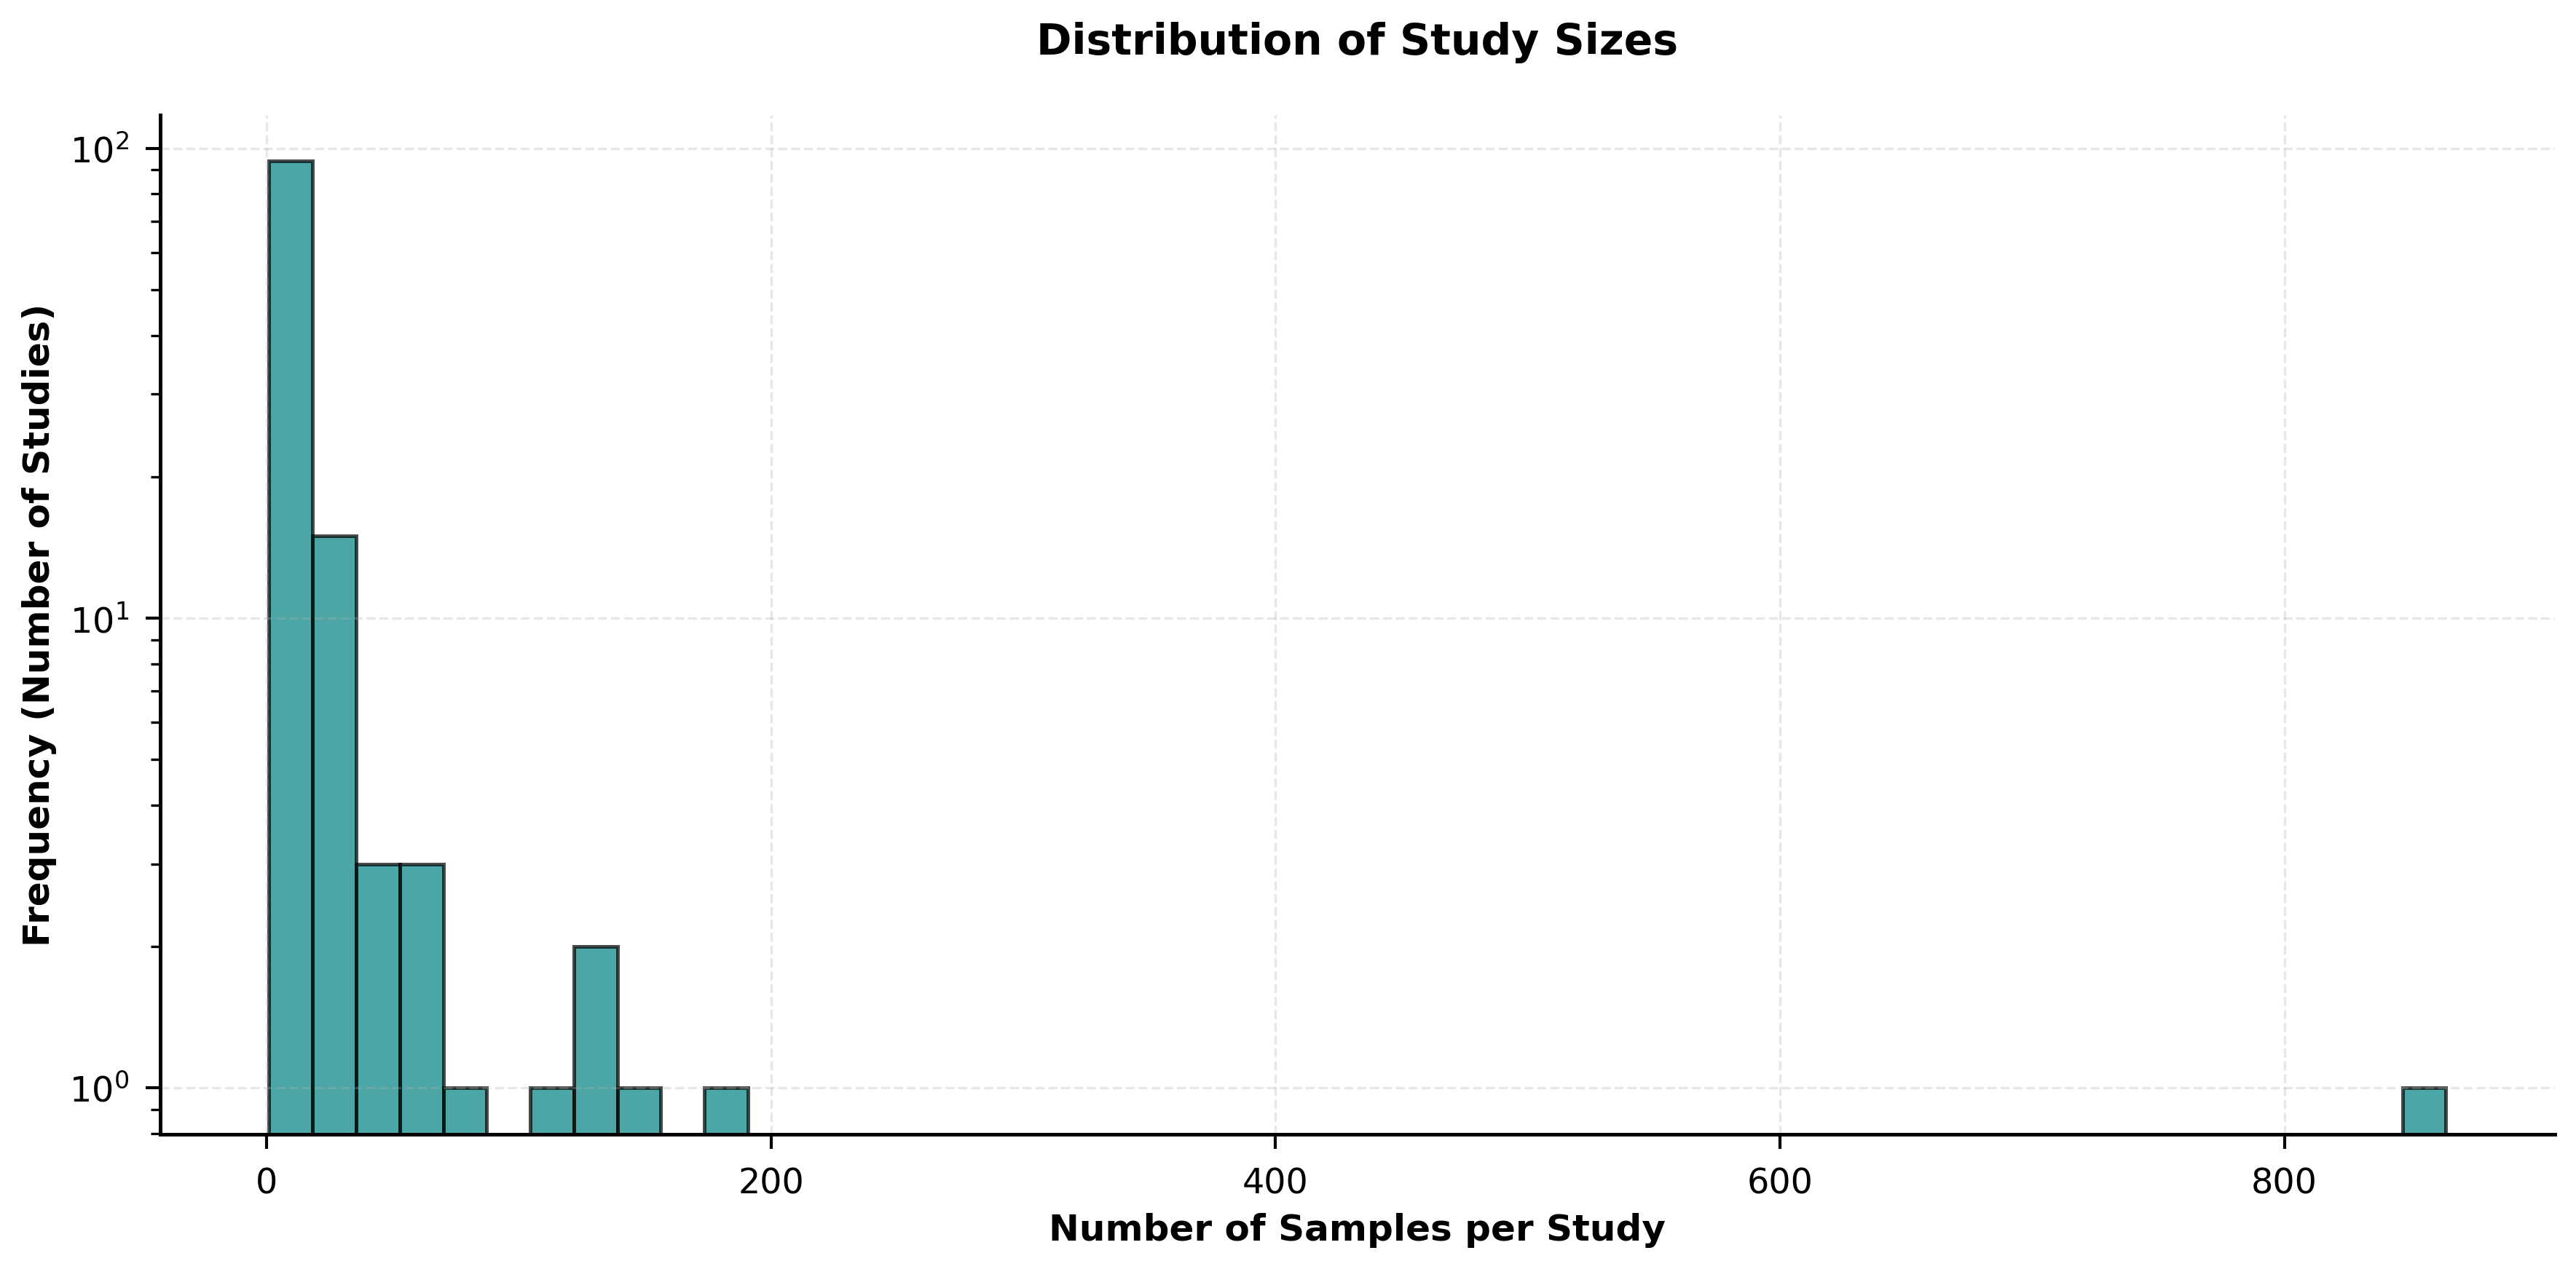 Distribution of Study Sizes
Frequency (Number of Studies)
10²
10¹
10⁰
0 200 400 600 800
Number of Samples per Study